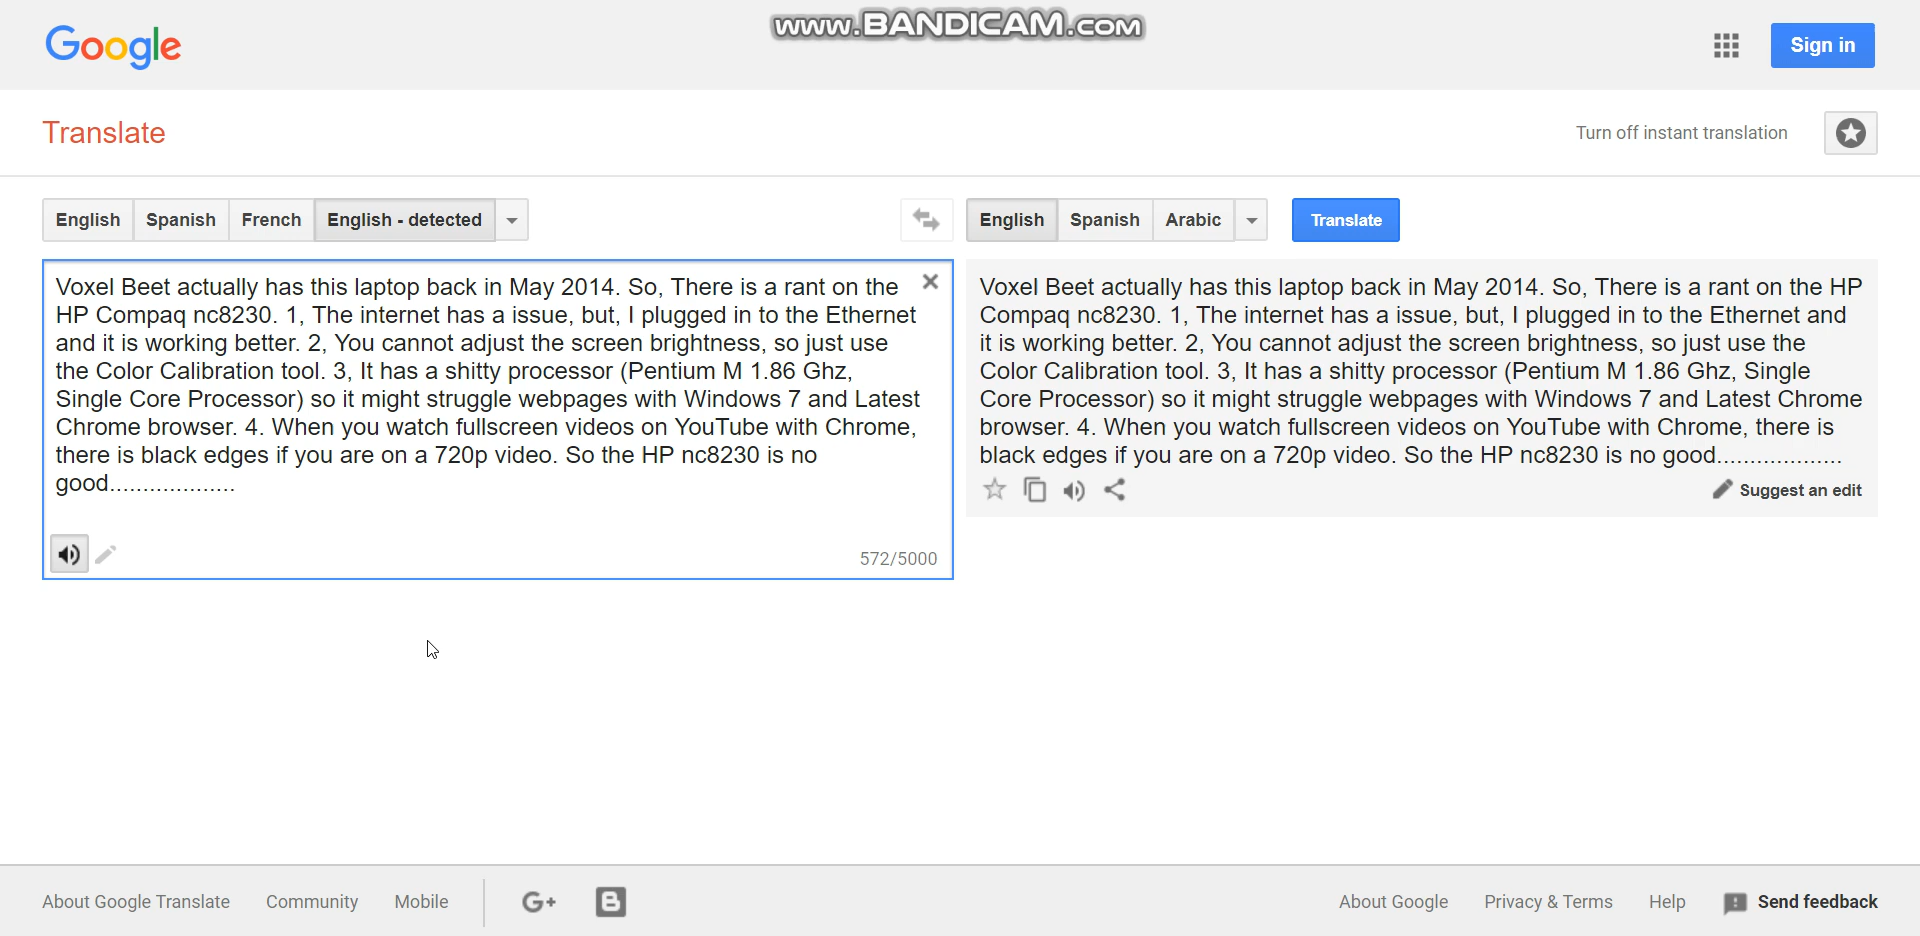 www.BANDICAM.COM
Google
Sign in
Translate
Turn off instant translation
English Spanish French English - detected
English Spanish Arabic Translate
Voxel Beet actually has this laptop back in May 2014. So, There is a rant on the
HP Compaq nc8230. 1, The internet has a issue, but, I plugged in to the Ethernet
and it is working better. 2, You cannot adjust the screen brightness, so just use
the Color Calibration tool. 3, It has a shitty processor (Pentium M 1.86 Ghz,
Single Core Processor) so it might struggle webpages with Windows 7 and Latest
Chrome browser. 4. When you watch fullscreen videos on YouTube with Chrome,
there is black edges if you are on a 720p video. So the HP nc8230 is no
good...................
572/5000
Voxel Beet actually has this laptop back in May 2014. So, There is a rant on the HP
Compaq nc8230. 1, The internet has a issue, but, I plugged in to the Ethernet and
it is working better. 2, You cannot adjust the screen brightness, so just use the
Color Calibration tool. 3, It has a shitty processor (Pentium M 1.86 Ghz, Single
Core Processor) so it might struggle webpages with Windows 7 and Latest Chrome
browser. 4. When you watch fullscreen videos on YouTube with Chrome, there is
black edges if you are on a 720p video. So the HP nc8230 is no good...................
Suggest an edit
About Google Translate Community Mobile G+ B About Google Privacy & Terms Help Send feedback